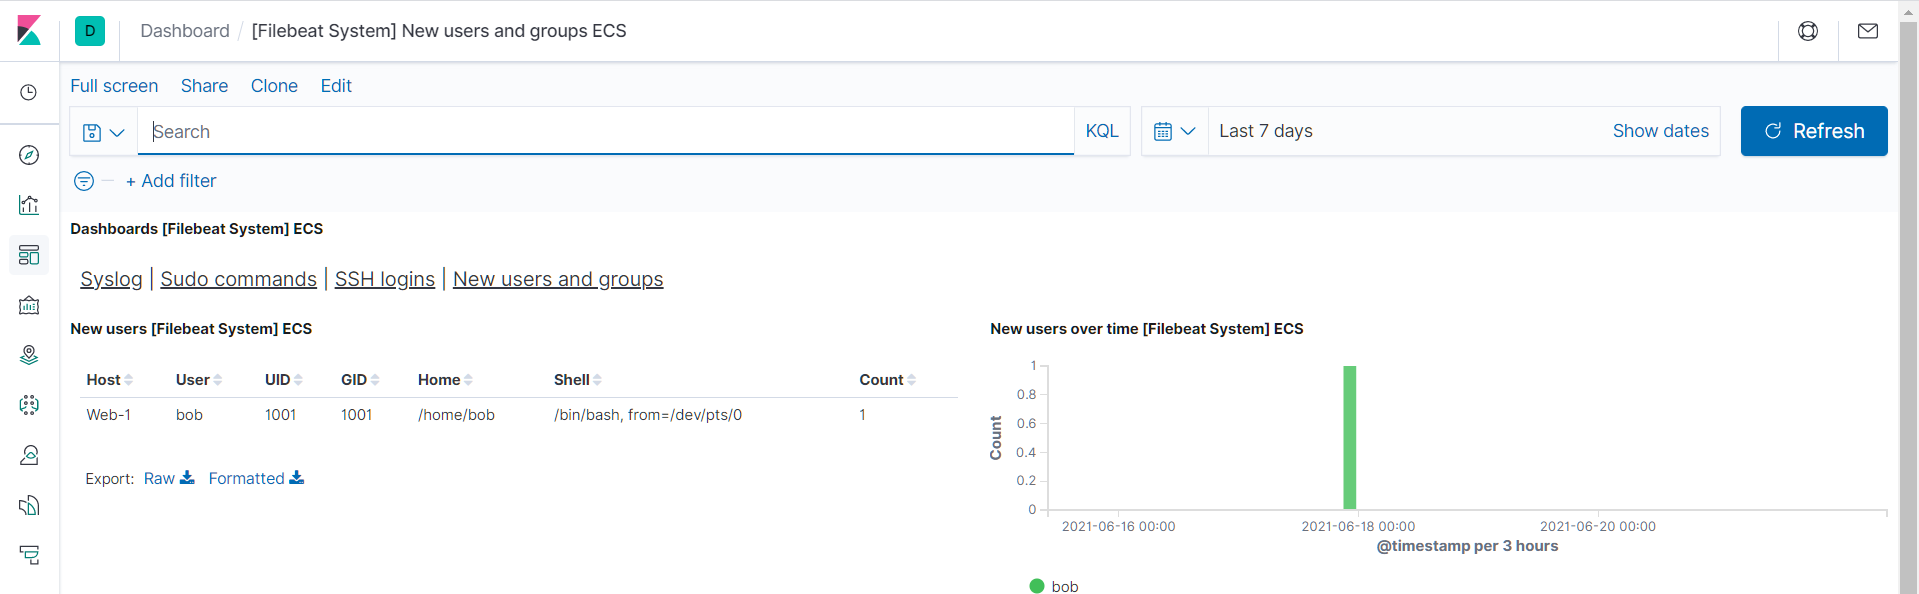 D Dashboard / [Filebeat System] New users and groups ECS
Full screen Share Clone Edit
Search KQL Last 7 days Show dates Refresh
+ Add filter
Dashboards [Filebeat System] ECS
Syslog | Sudo commands | SSH logins | New users and groups
New users [Filebeat System] ECS
Host User UID GID Home Shell Count
Web-1 bob 1001 1001 /home/bob /bin/bash, from=/dev/pts/0 1
Export: Raw Formatted
New users over time [Filebeat System] ECS
1
0.8
0.6
0.4
0.2
0
Count
2021-06-16 00:00 2021-06-18 00:00 2021-06-20 00:00
@timestamp per 3 hours
bob